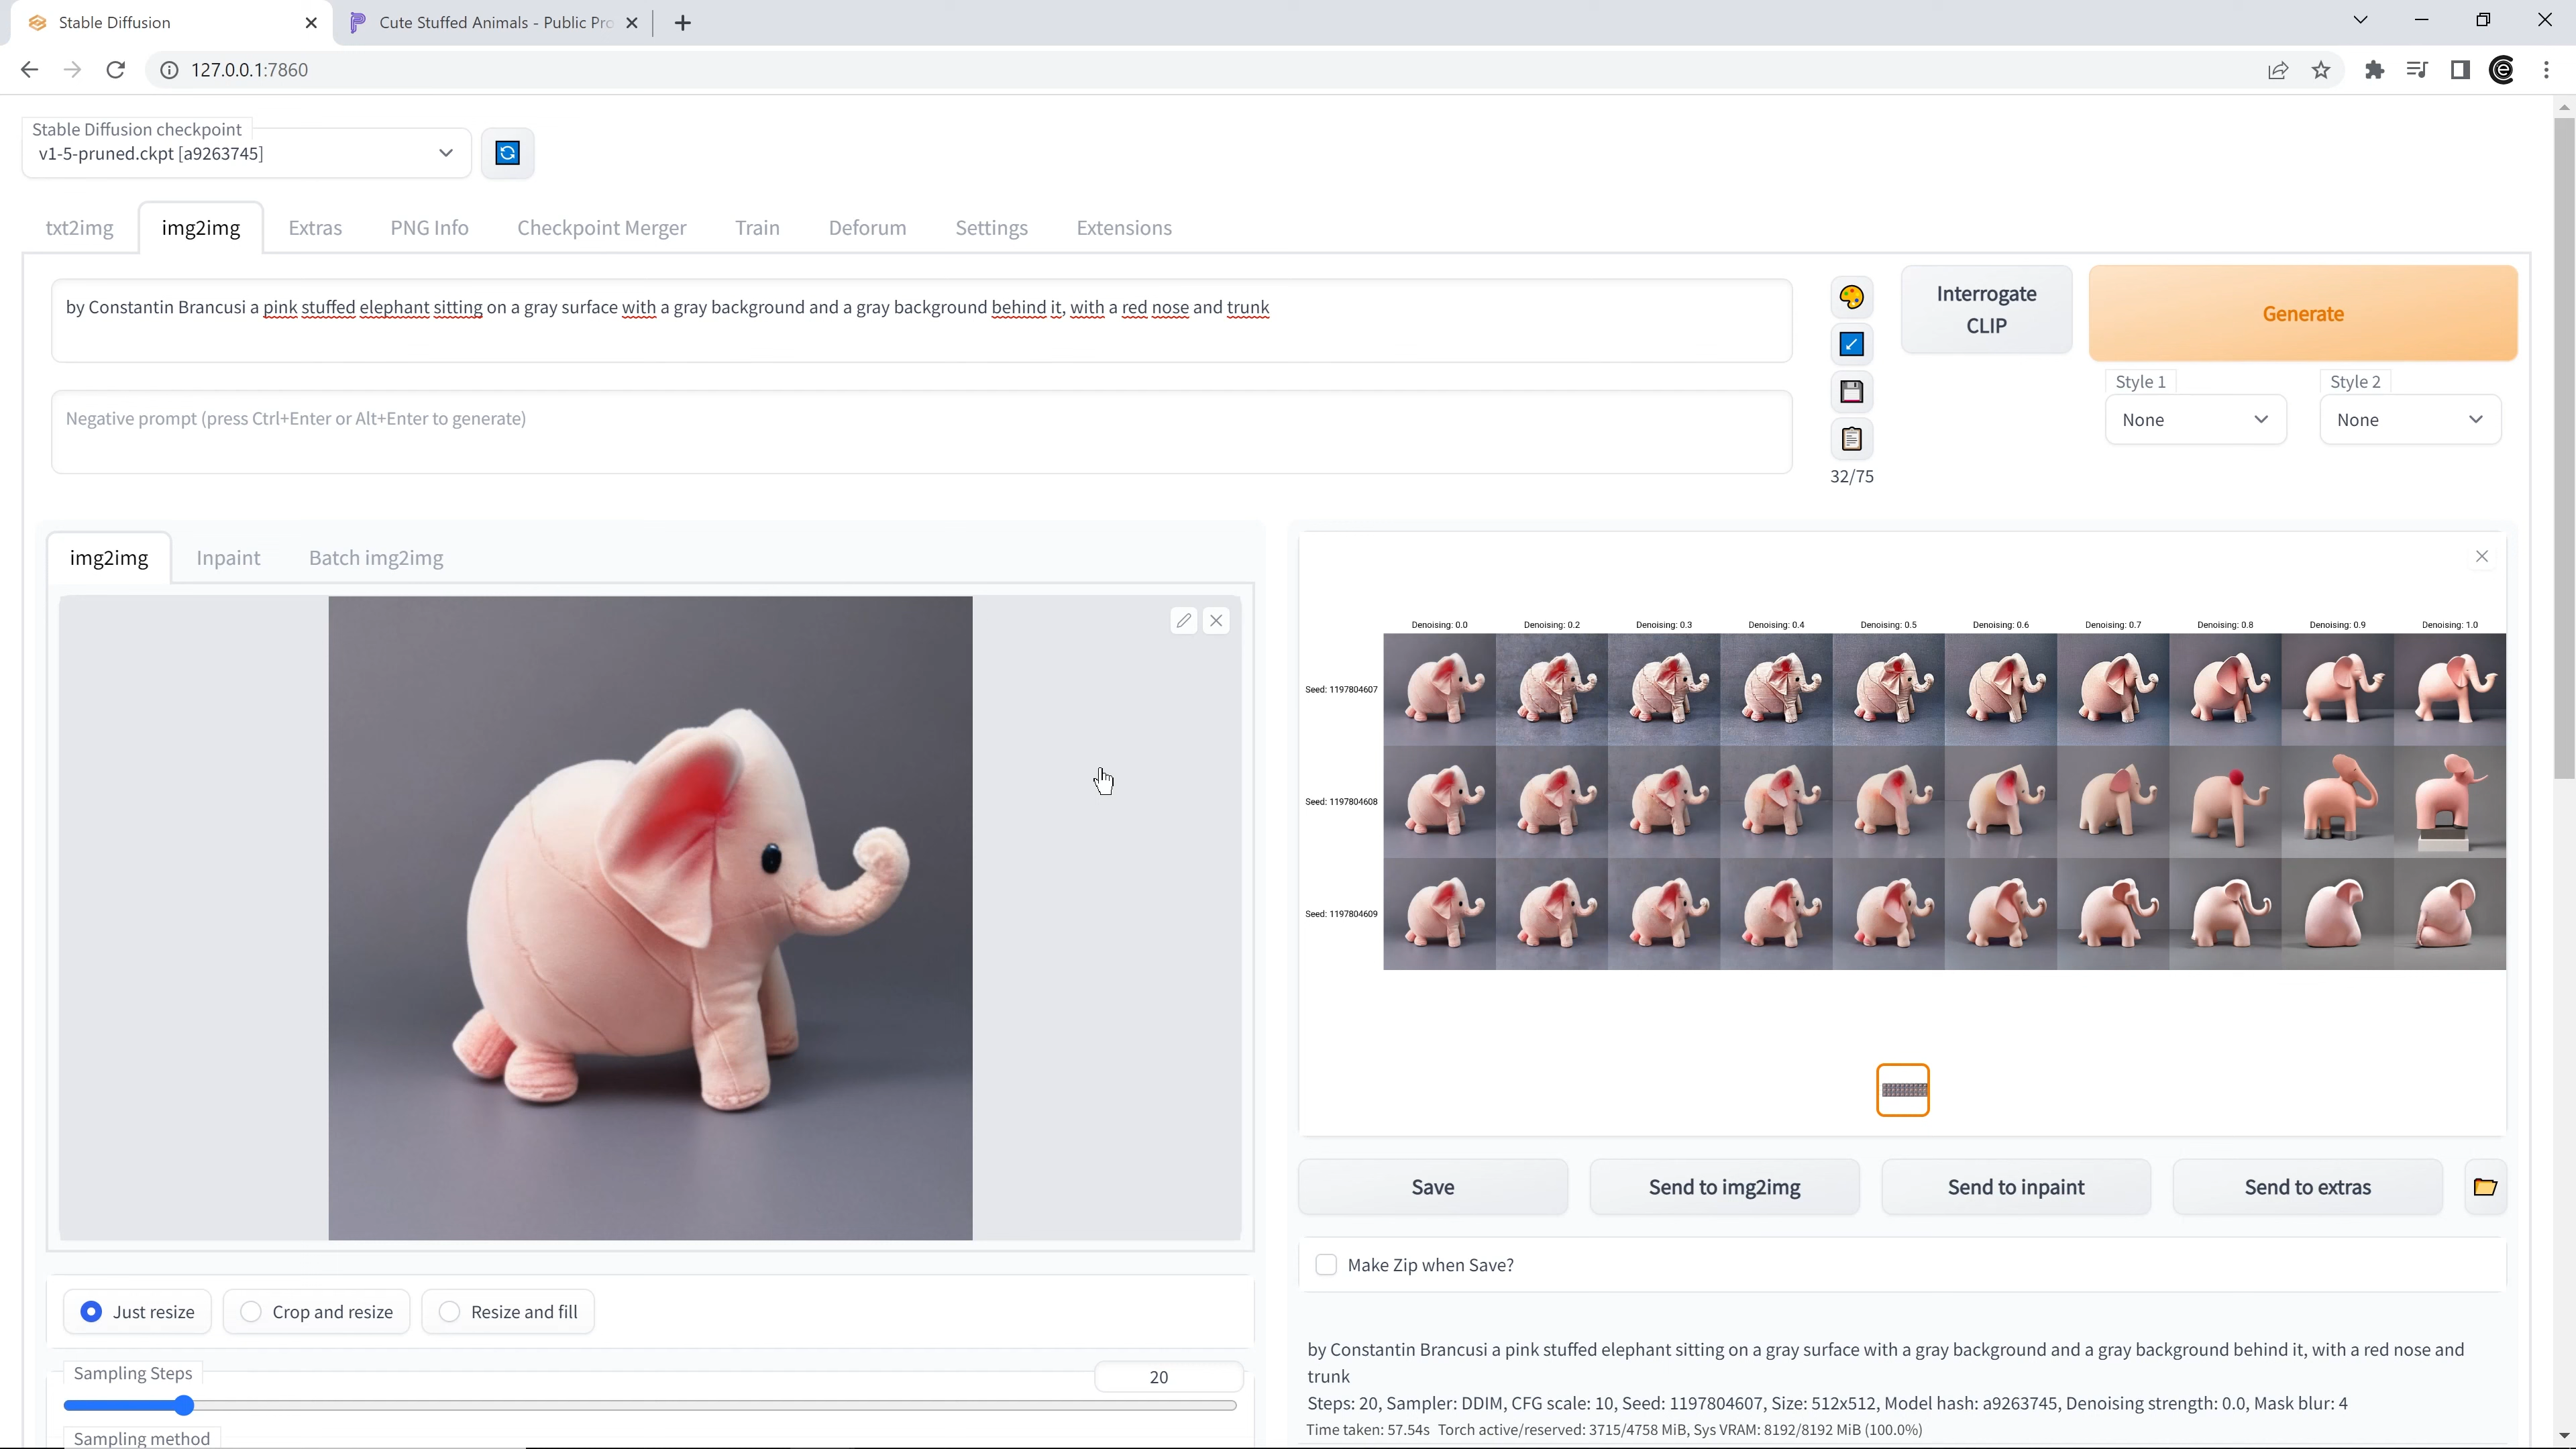 Stable Diffusion
Cute Stuffed Animals - Public Pro
127.0.0.1:7860
Stable Diffusion checkpoint
v1-5-pruned.ckpt [a9263745]
txt2img img2img Extras PNG Info Checkpoint Merger Train Deforum Settings Extensions
by Constantin Brancusi a pink stuffed elephant sitting on a gray surface with a gray background and a gray background behind it, with a red nose and trunk
Interrogate
CLIP
Generate
Style 1
Style 2
None
None
Negative prompt (press Ctrl+Enter or Alt+Enter to generate)
32/75
img2img Inpaint Batch img2img
Denoising: 0.0 Denoising: 0.2 Denoising: 0.3 Denoising: 0.4 Denoising: 0.5 Denoising: 0.6 Denoising: 0.7 Denoising: 0.8 Denoising: 0.9 Denoising: 1.0
Seed: 1197804607
Seed: 1197804608
Seed: 1197804609
Save
Send to img2img
Send to inpaint
Send to extras
Make Zip when Save?
Just resize
Crop and resize
Resize and fill
Sampling Steps
20
Sampling method
by Constantin Brancusi a pink stuffed elephant sitting on a gray surface with a gray background and a gray background behind it, with a red nose and
trunk
Steps: 20, Sampler: DDIM, CFG scale: 10, Seed: 1197804607, Size: 512x512, Model hash: a9263745, Denoising strength: 0.0, Mask blur: 4
Time taken: 57.54s Torch active/reserved: 3715/4758 MiB, Sys VRAM: 8192/8192 MiB (100.0%)